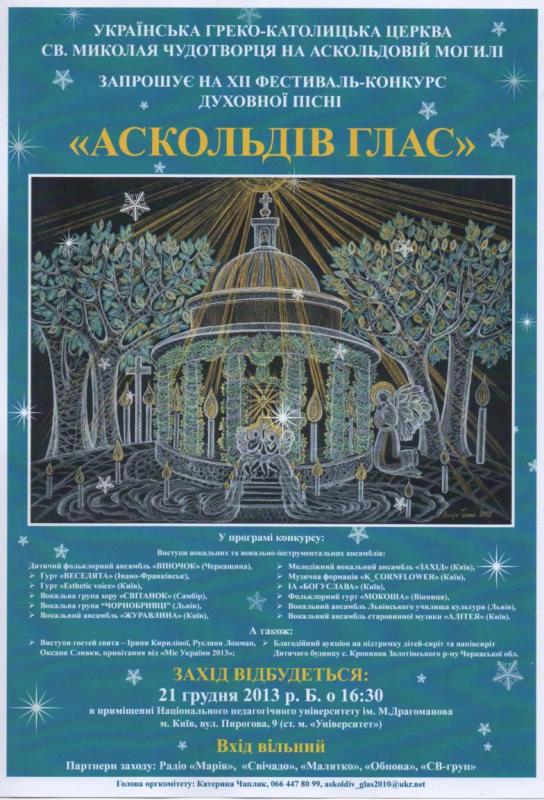 УКРАЇНСЬКА ГРЕКО-КАТОЛИЦЬКА ЦЕРКВА
СВ. МИКОЛАЯ ЧУДОТВОРЦЯ НА АСКОЛЬДОВІЙ МОГИЛІ
ЗАПРОШУЄ НА XII ФЕСТИВАЛЬ-КОНКУРС
ДУХОВНОЇ ПІСНІ
«АСКОЛЬДІВ ГЛАС»
2012
У програмі конкурсу:
Виступи вокальних та вокально-інструментальних ансамблів:
Дитячий фольклорний ансамбль «ВІНОЧОК» (Черкащина),
➢ Гурт «ВЕСЕЛЯТА» (Івано-Франківськ),
➢ Гурт «Esthetic voice» (Київ),
➢ Вокальна група хору «СВІТАНОК» (Самбір),
➢ Вокальна група "ЧОРНОБРИВЦІ" (Львів),
➢ Вокальний ансамбль «ЖУРАВЛИНА» (Київ),
➢ Молодіжний вокальний ансамбль «ЗАХІД» (Київ),
➢ Музична формація «K_CORNFLOWER» (Київ),
➢ ІА «БОГУСЛАВА» (Київ),
➢ Фольклорний гурт «МОКОША» (Вінниця),
➢ Вокальний ансамбль Львівського училища культури (Львів),
➢ Вокальний ансамбль старовинної музики «АЛІТЕЯ» (Київ).
А також:
➢ Виступи гостей свята – Ірини Кириліної, Руслани Лоцман,
Оксани Сливки, привітання від «Міс Україні 2013»;
➢ Благодійний аукціон на підтримку дітей-сиріт та напівсиріт
Дитячого будинку с. Кропивна Золотінського р-ну Черкаської обл.
ЗАХІД ВІДБУДЕТЬСЯ:
21 грудня 2013 р. Б. о 16:30
в приміщенні Національного педагогічного університету ім. М.Драгоманова
м. Київ, вул. Пирогова, 9 (ст. м. «Університет»)
Вхід вільний
Партнери заходу: Радіо «Марія», «Свічадо», «Малятко», «Обнова», «СВ-груп»
Голова оргкомітету: Катерина Чаплик, 066 447 80 99, askoldiv_glas2010@ukr.net